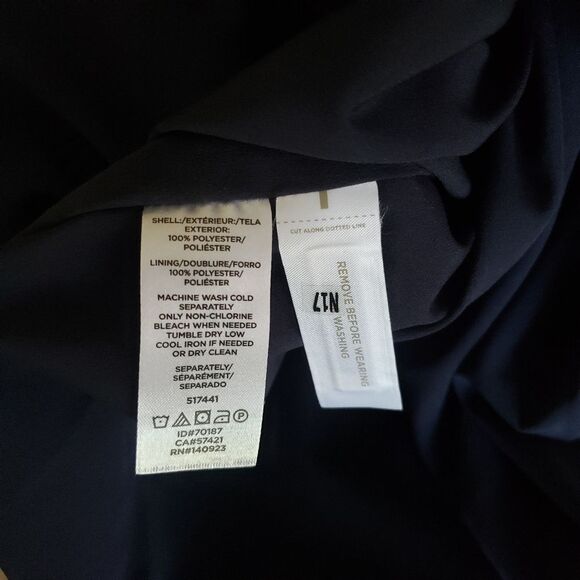 SHELL:/EXTÉRIEUR:/TELA
EXTERIOR:
100% POLYESTER/
POLIÉSTER
LINING/DOUBLURE/FORRO
100% POLYESTER/
POLIÉSTER
MACHINE WASH COLD
SEPARATELY
ONLY NON-CHLORINE
BLEACH WHEN NEEDED
TUMBLE DRY LOW
COOL IRON IF NEEDED
OR DRY CLEAN
SEPARATELY/
SÉPARÉMENT/
SEPARADO
517441
P
ID#70187
CA#57421
RN#140923
CUT ALONG DOTTED LINE
REMOVE BEFORE WEARING
WASHING
N17